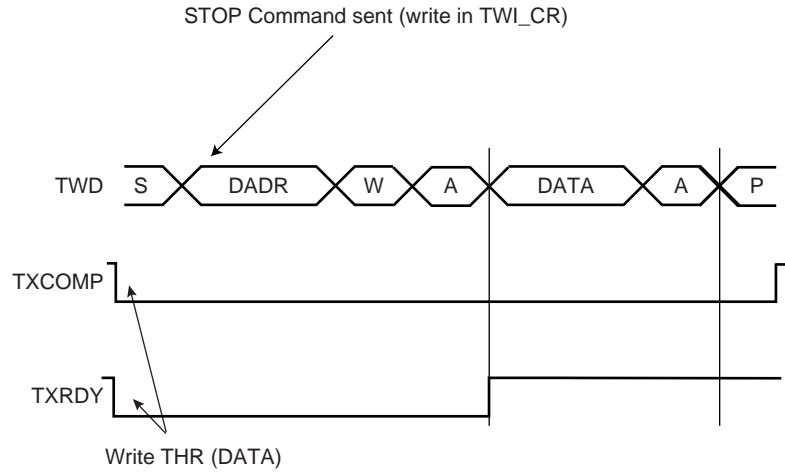 STOP Command sent (write in TWI_CR)
TWD S DADR W A DATA A P
TXCOMP
TXRDY
Write THR (DATA)